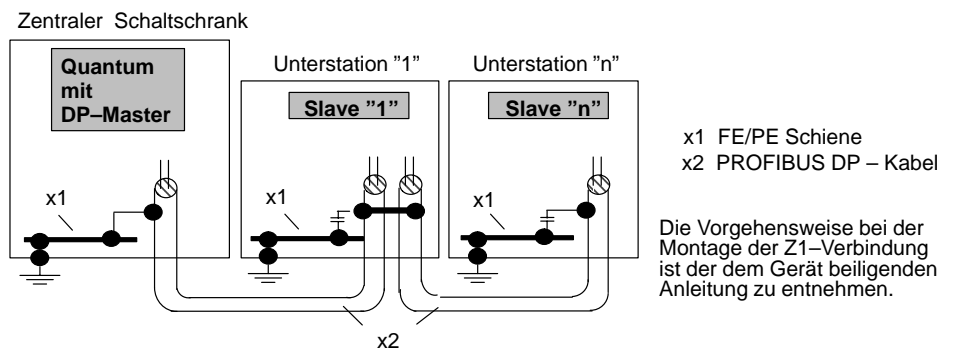 Zentraler Schaltschrank
Quantum
mit
DP–Master
Unterstation ”1”
Slave ”1”
Unterstation ”n”
Slave ”n”
x1
x1
x1
x2
x1 FE/PE Schiene
x2 PROFIBUS DP – Kabel
Die Vorgehensweise bei der
Montage der Z1–Verbindung
ist der dem Gerät beiligenden
Anleitung zu entnehmen.